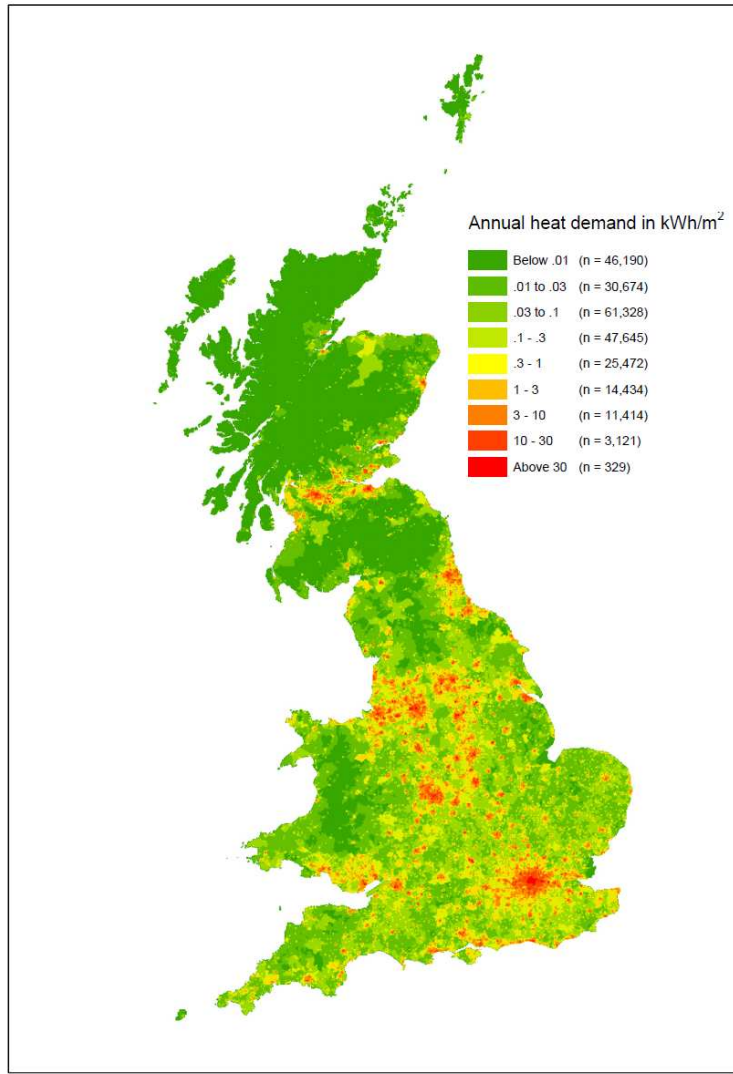 Annual heat demand in kWh/m²
Below .01 (n = 46,190)
.01 to .03 (n = 30,674)
.03 to .1 (n = 61,328)
.1 - .3 (n = 47,645)
.3 - 1 (n = 25,472)
1 - 3 (n = 14,434)
3 - 10 (n = 11,414)
10 - 30 (n = 3,121)
Above 30 (n = 329)